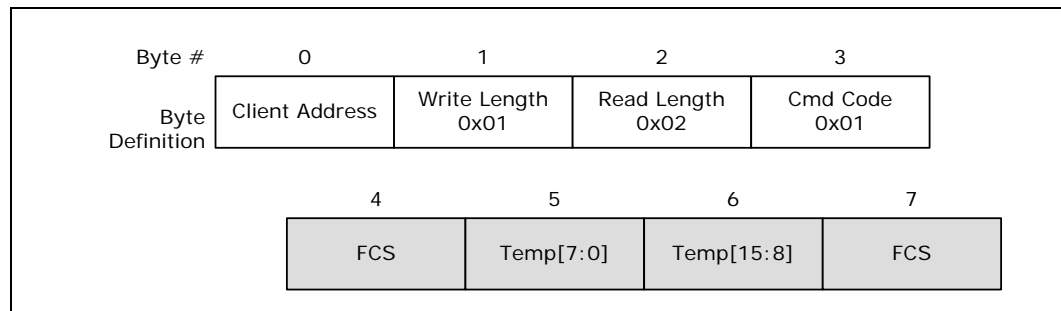 Byte # 0 1 2 3
Byte Definition
Client Address
Write Length 0x01
Read Length 0x02
Cmd Code 0x01
4 5 6 7
FCS Temp[7:0] Temp[15:8] FCS